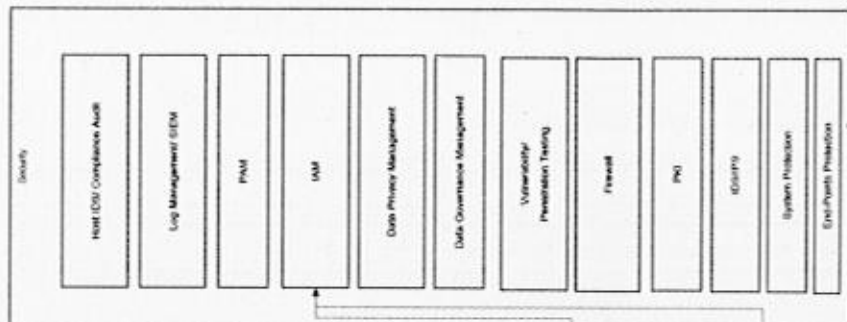 Security
Host IDS/ Compliance Audit
Log Management/ SIEM
PAM
IAM
Data Privacy Management
Data Governance Management
Vulnerability/
Penetration Testing
Firewall
PKI
IDS/IPS
System Protection
End-Points Protection